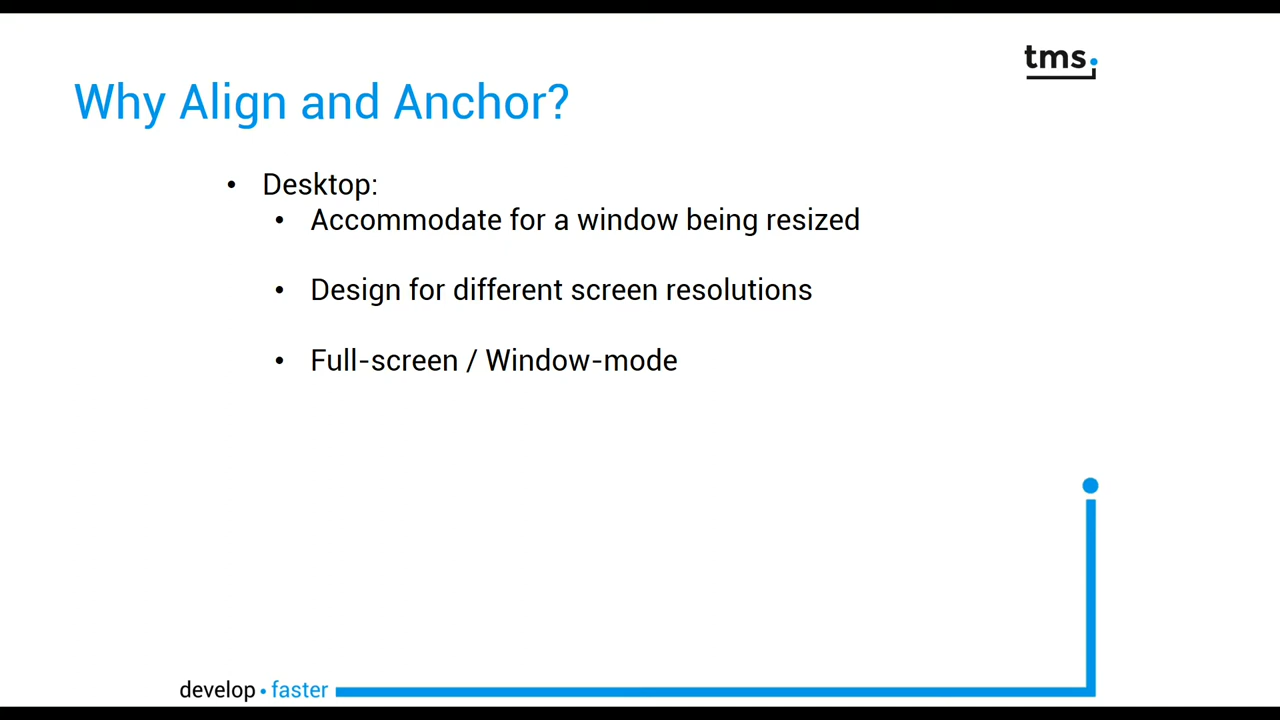 tms.
Why Align and Anchor?
• Desktop:
• Accommodate for a window being resized
• Design for different screen resolutions
• Full-screen / Window-mode
develop • faster